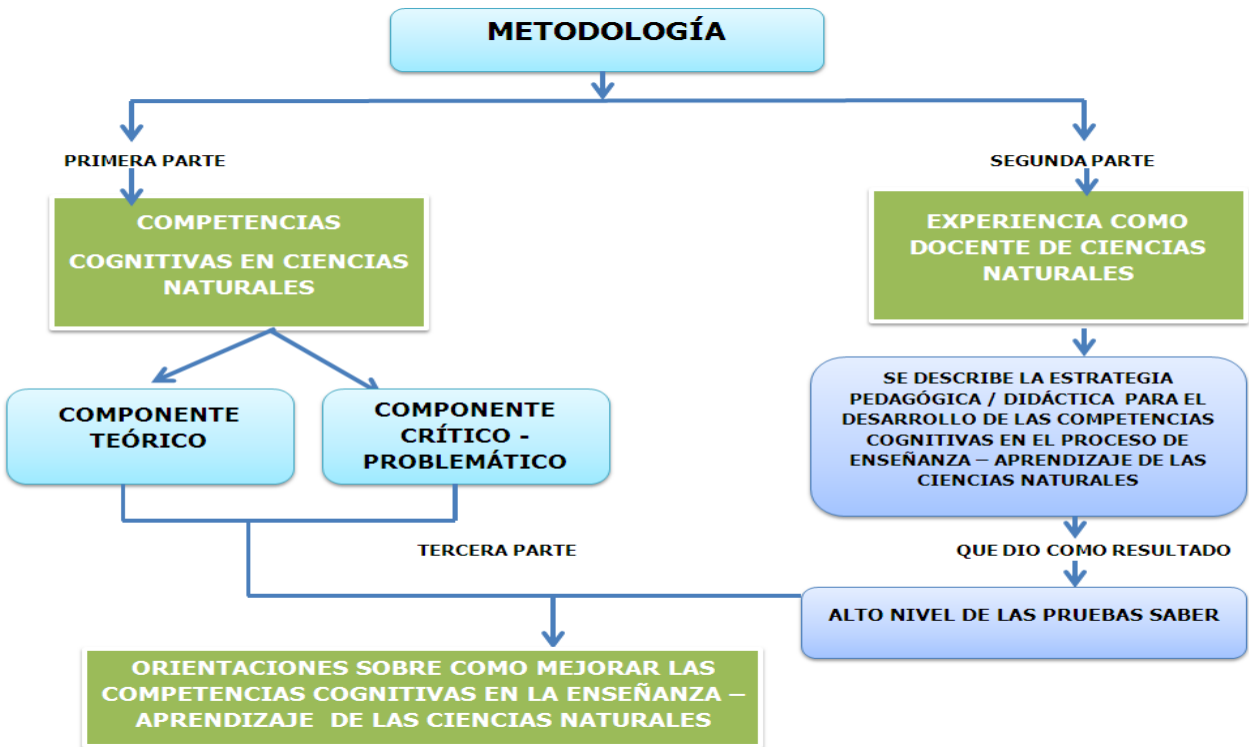 METODOLOGÍA
PRIMERA PARTE
COMPETENCIAS
COGNITIVAS EN CIENCIAS
NATURALES
COMPONENTE
TEÓRICO
COMPONENTE
CRÍTICO -
PROBLEMÁTICO
SEGUNDA PARTE
EXPERIENCIA COMO
DOCENTE DE CIENCIAS
NATURALES
SE DESCRIBE LA ESTRATEGIA
PEDAGÓGICA / DIDÁCTICA PARA EL
DESARROLLO DE LAS COMPETENCIAS
COGNITIVAS EN EL PROCESO DE
ENSEÑANZA – APRENDIZAJE DE LAS
CIENCIAS NATURALES
QUE DIO COMO RESULTADO
ALTO NIVEL DE LAS PRUEBAS SABER
TERCERA PARTE
ORIENTACIONES SOBRE COMO MEJORAR LAS
COMPETENCIAS COGNITIVAS EN LA ENSEÑANZA –
APRENDIZAJE DE LAS CIENCIAS NATURALES